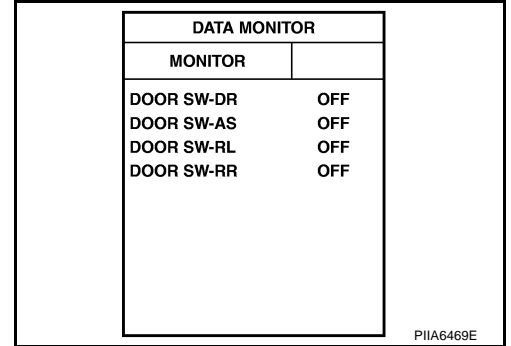 DATA MONITOR
MONITOR
DOOR SW-DR OFF
DOOR SW-AS OFF
DOOR SW-RL OFF
DOOR SW-RR OFF
PIIA6469E